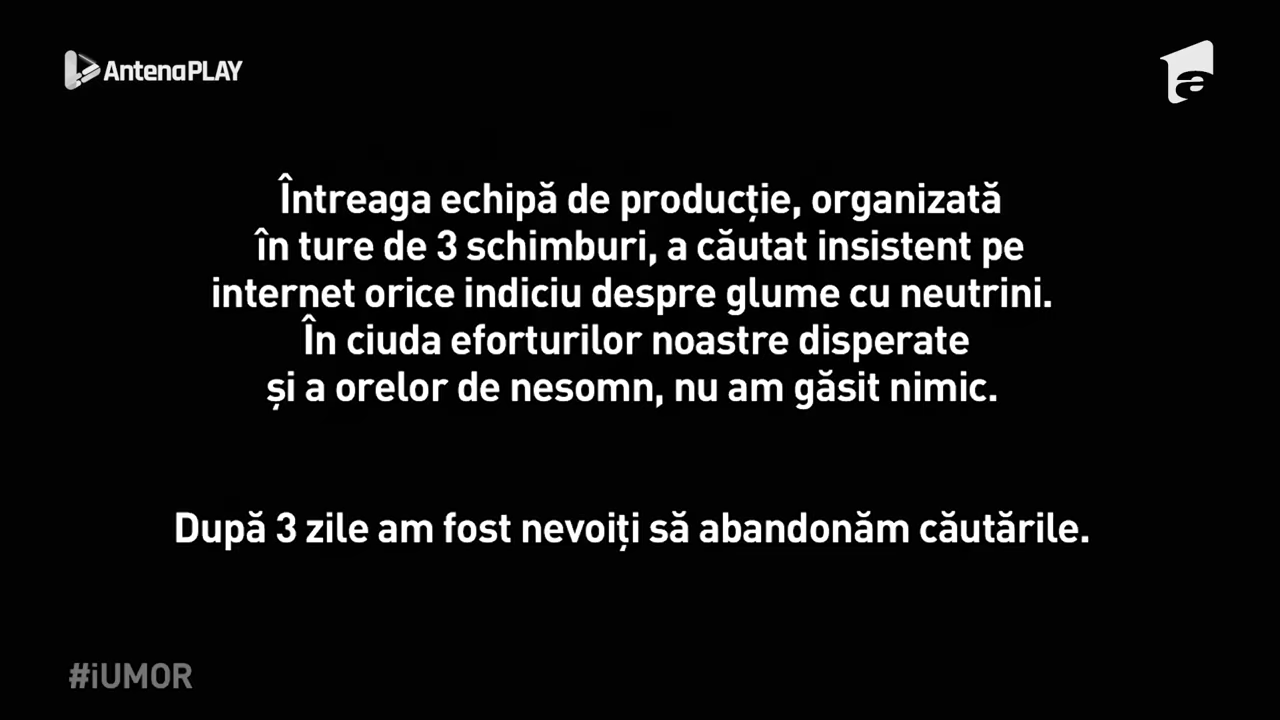 AntenaPLAY
a
Întreaga echipă de producție, organizată
în ture de 3 schimburi, a căutat insistent pe
internet orice indiciu despre glume cu neutrini.
În ciuda eforturilor noastre disperate
și a orelor de nesomn, nu am găsit nimic.
După 3 zile am fost nevoiți să abandonăm căutările.
#iUMOR